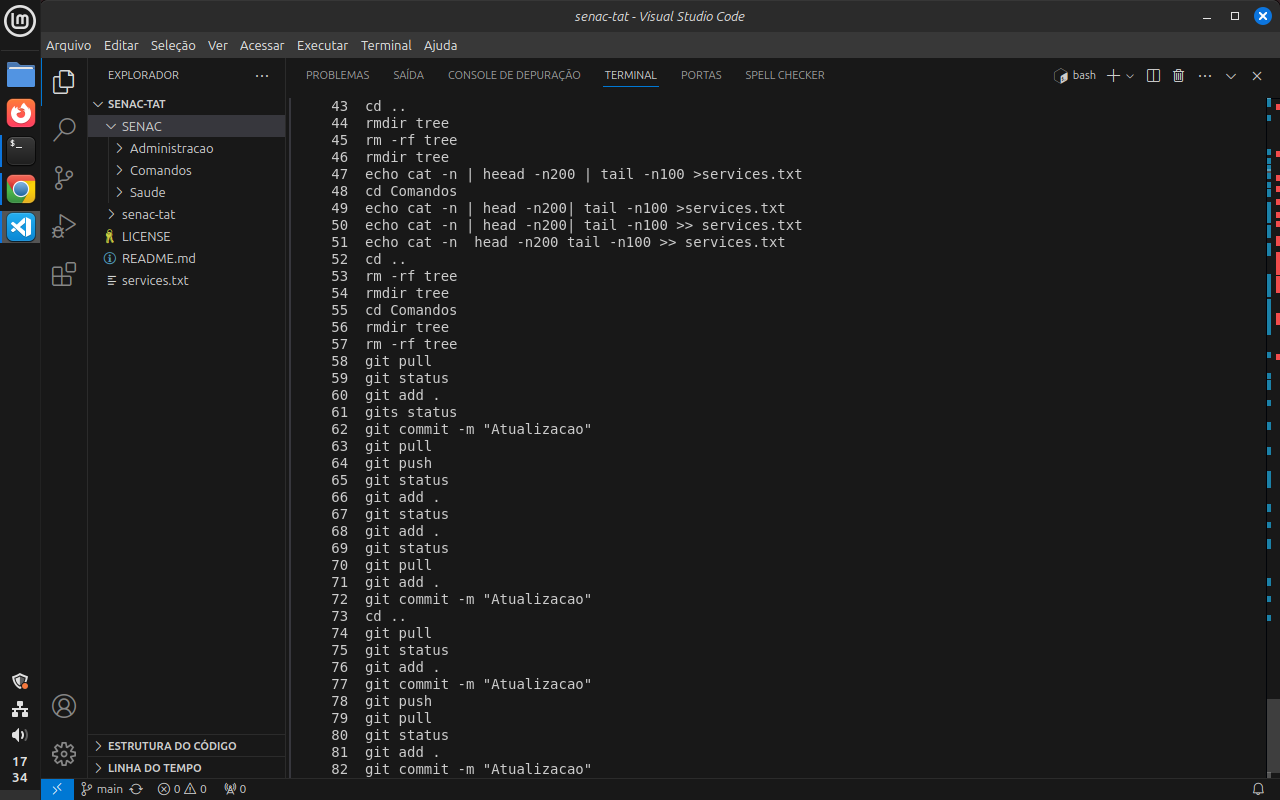 senac-tat - Visual Studio Code
Arquivo Editar Seleção Ver Acessar Executar Terminal Ajuda
EXPLORADOR
SENAC-TAT
SENAC
Administracao
Comandos
Saude
senac-tat
LICENSE
README.md
services.txt
ESTRUTURA DO CÓDIGO
LINHA DO TEMPO
PROBLEMAS SAÍDA CONSOLE DE DEPURAÇÃO TERMINAL PORTAS SPELL CHECKER
bash
43 cd ..
44 rmdir tree
45 rm -rf tree
46 rmdir tree
47 echo cat -n | heead -n200 | tail -n100 >services.txt
48 cd Comandos
49 echo cat -n | head -n200| tail -n100 >services.txt
50 echo cat -n | head -n200| tail -n100 >> services.txt
51 echo cat -n  head -n200 tail -n100 >> services.txt
52 cd ..
53 rm -rf tree
54 rmdir tree
55 cd Comandos
56 rmdir tree
57 rm -rf tree
58 git pull
59 git status
60 git add .
61 gits status
62 git commit -m "Atualizacao"
63 git pull
64 git push
65 git status
66 git add .
67 git status
68 git add .
69 git status
70 git pull
71 git add .
72 git commit -m "Atualizacao"
73 cd ..
74 git pull
75 git status
76 git add .
77 git commit -m "Atualizacao"
78 git push
79 git pull
80 git status
81 git add .
82 git commit -m "Atualizacao"
17
34
main 0 0 0